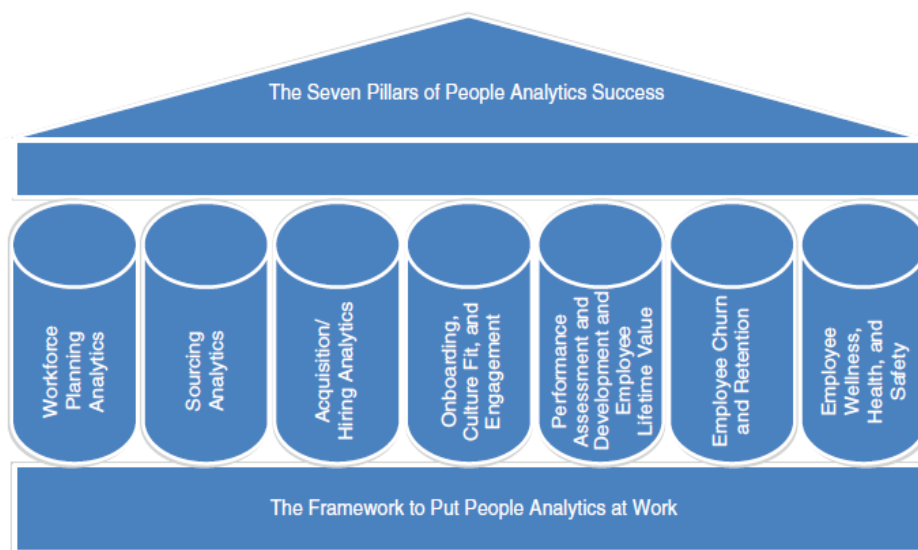 The Seven Pillars of People Analytics Success
Workforce
Planning
Analytics
Sourcing
Analytics
Acquisition/
Hiring Analytics
Onboarding,
Culture Fit, and
Engagement
Performance
Assessment and
Development and
Employee
Lifetime Value
Employee Churn
and Retention
Employee
Wellness,
Health, and
Safety
The Framework to Put People Analytics at Work